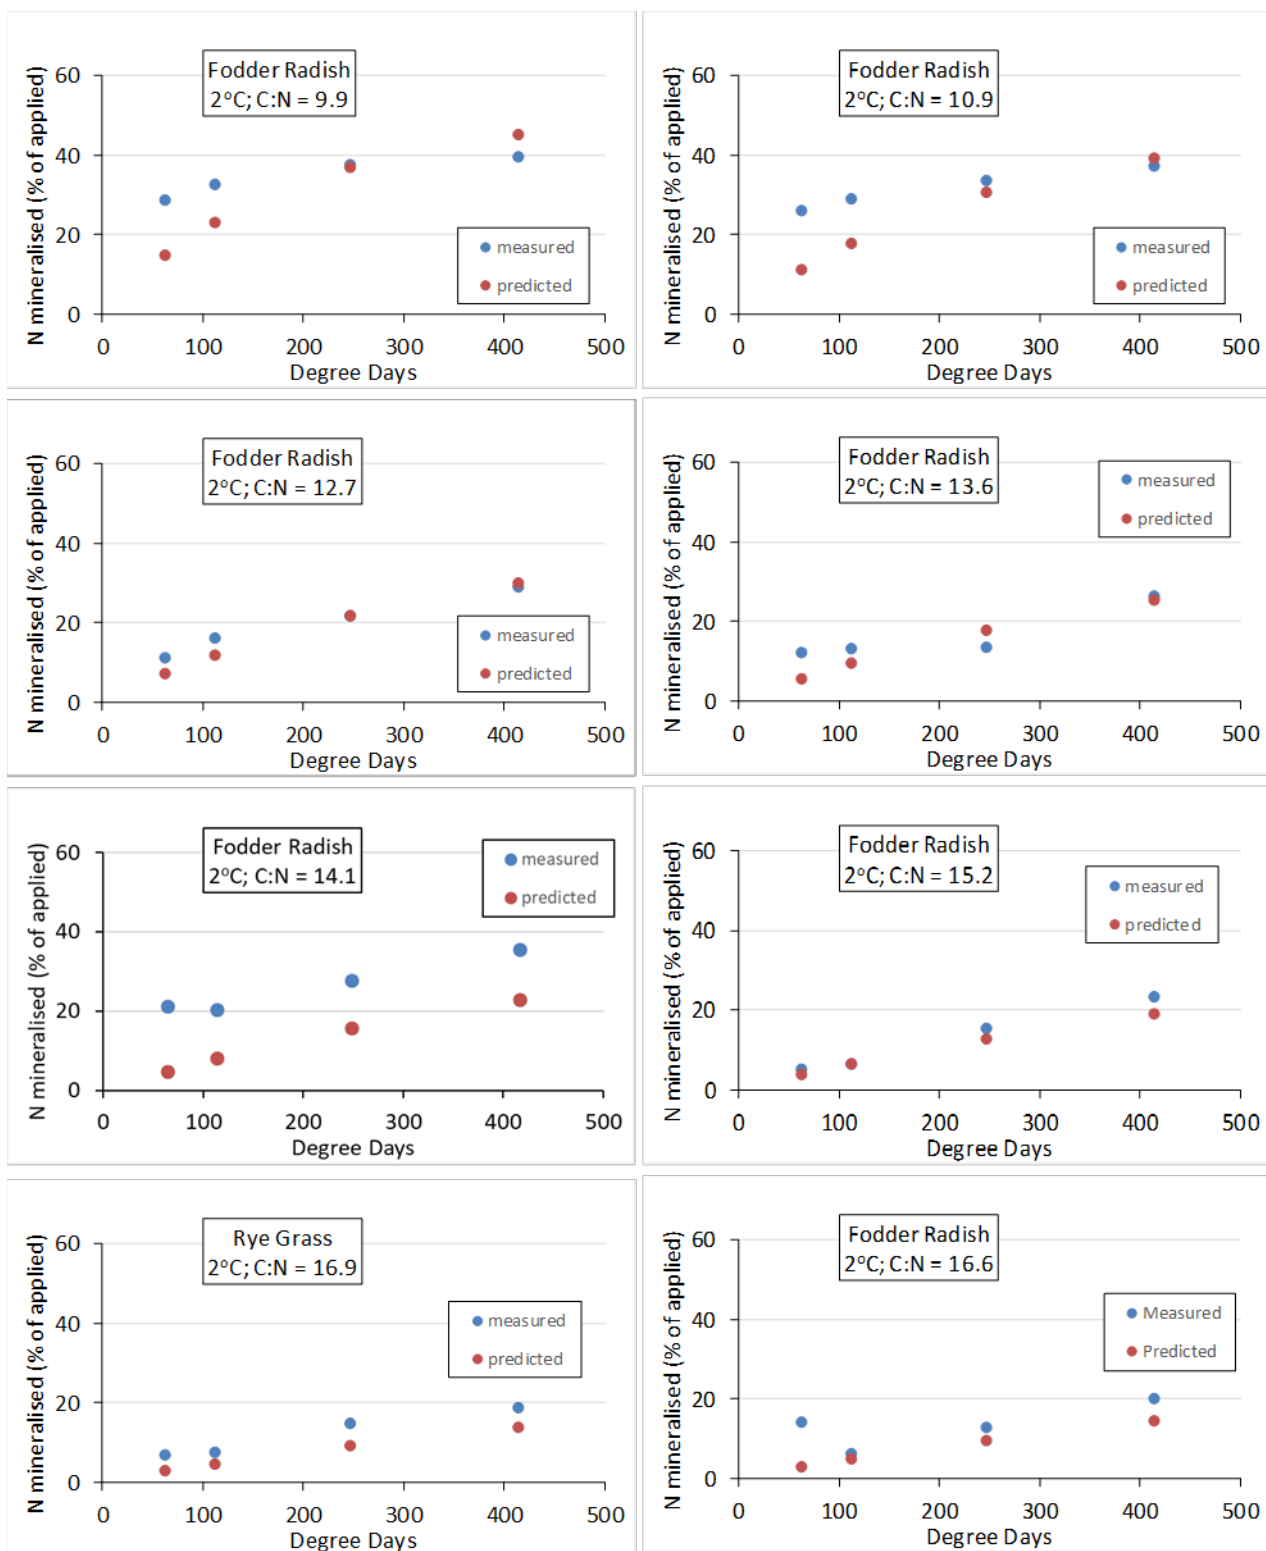 Fodder Radish
2°C; C:N = 9.9
N mineralised (% of applied)
60
40
20
0
measured
predicted
0 100 200 300 400 500
Degree Days
Fodder Radish
2°C; C:N = 10.9
N mineralised (% of applied)
60
40
20
0
measured
predicted
0 100 200 300 400 500
Degree Days
Fodder Radish
2°C; C:N = 12.7
N mineralised (% of applied)
60
40
20
0
measured
predicted
0 100 200 300 400 500
Degree Days
Fodder Radish
2°C; C:N = 13.6
N mineralised (% of applied)
60
40
20
0
measured
predicted
0 100 200 300 400 500
Degree Days
Fodder Radish
2°C; C:N = 14.1
N mineralised (% of applied)
60
40
20
0
measured
predicted
0 100 200 300 400 500
Degree Days
Fodder Radish
2°C; C:N = 15.2
N mineralised (% of applied)
60
40
20
0
measured
predicted
0 100 200 300 400 500
Degree Days
Rye Grass
2°C; C:N = 16.9
N mineralised (% of applied)
60
40
20
0
measured
predicted
0 100 200 300 400 500
Degree Days
Fodder Radish
2°C; C:N = 16.6
N mineralised (% of applied)
60
40
20
0
Measured
Predicted
0 100 200 300 400 500
Degree Days